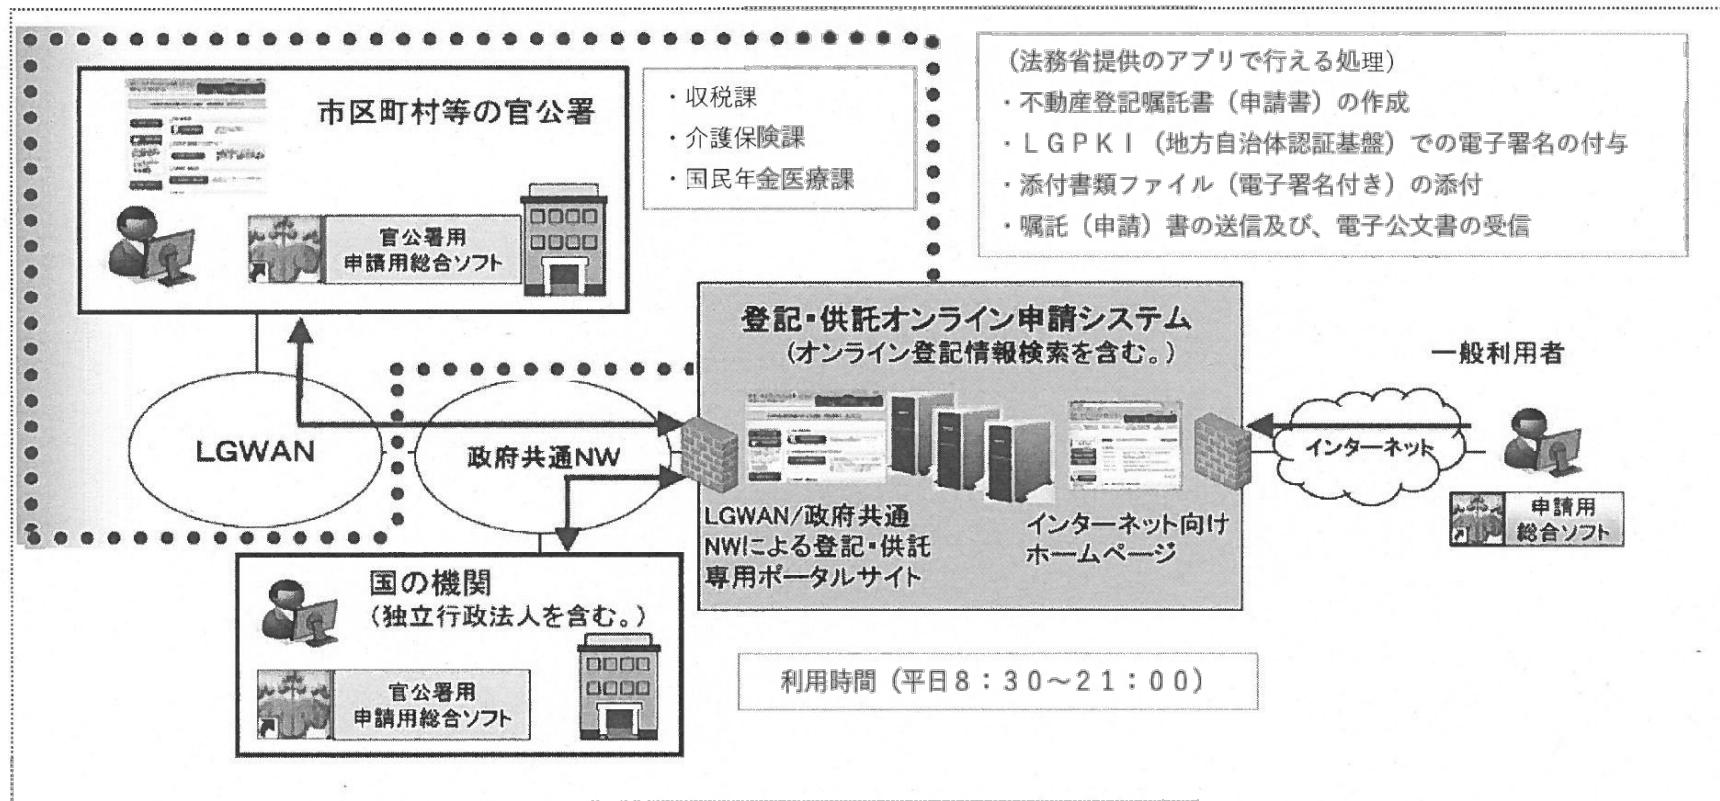 市区町村等の官公署
官公署用
申請用総合ソフト
・収税課
・介護保険課
・国民年金医療課
（法務省提供のアプリで行える処理）
・不動産登記嘱託書（申請書）の作成
・ＬＧＰＫＩ（地方自治体認証基盤）での電子署名の付与
・添付書類ファイル（電子署名付き）の添付
・嘱託（申請）書の送信及び、電子公文書の受信
登記・供託オンライン申請システム
（オンライン登記情報検索を含む。）
LGWAN/政府共通
NWによる登記・供託
専用ポータルサイト
インターネット向け
ホームページ
一般利用者
インターネット
申請用
総合ソフト
LGWAN
政府共通NW
国の機関
（独立行政法人を含む。）
官公署用
申請用総合ソフト
利用時間（平日８：３０～２１：００）